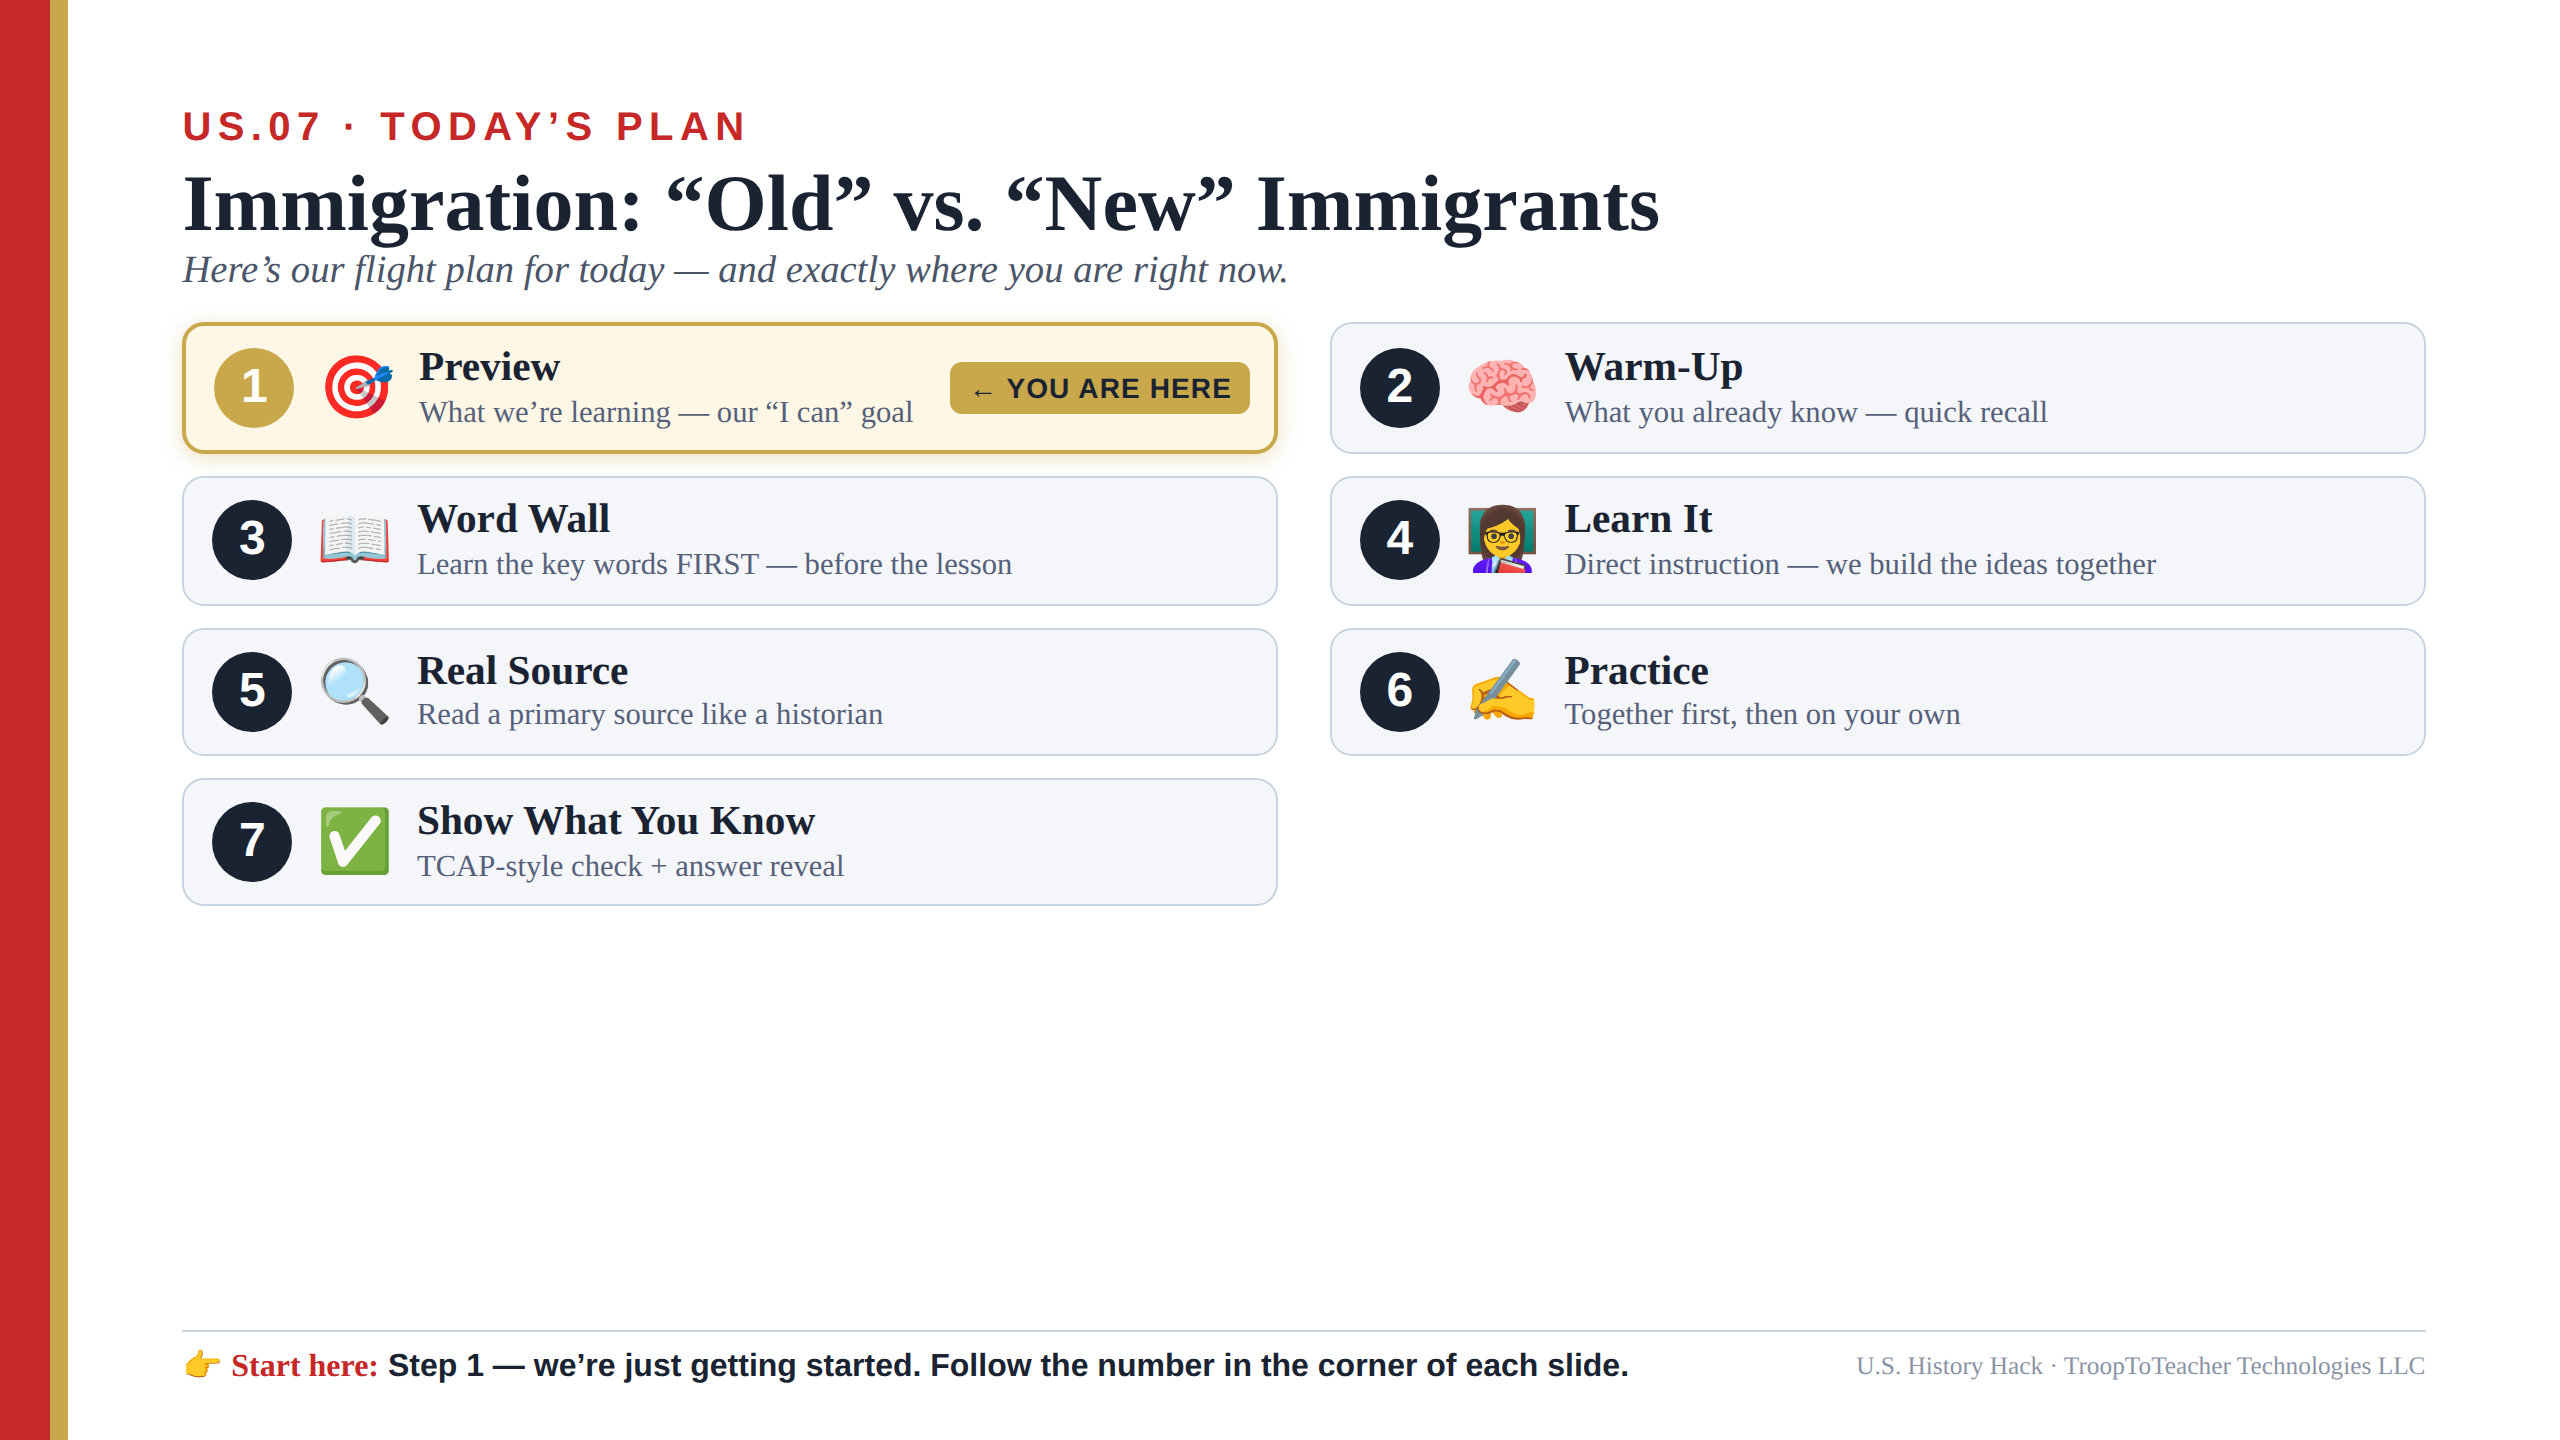 US.07 · TODAY’S PLAN
Immigration: “Old” vs. “New” Immigrants
Here’s our flight plan for today — and exactly where you are right now.
1
Preview
What we’re learning — our “I can” goal
← YOU ARE HERE
2
Warm-Up
What you already know — quick recall
3
Word Wall
Learn the key words FIRST — before the lesson
4
Learn It
Direct instruction — we build the ideas together
5
Real Source
Read a primary source like a historian
6
Practice
Together first, then on your own
7
Show What You Know
TCAP-style check + answer reveal
👉 Start here: Step 1 — we’re just getting started. Follow the number in the corner of each slide.
U.S. History Hack · TroopToTeacher Technologies LLC